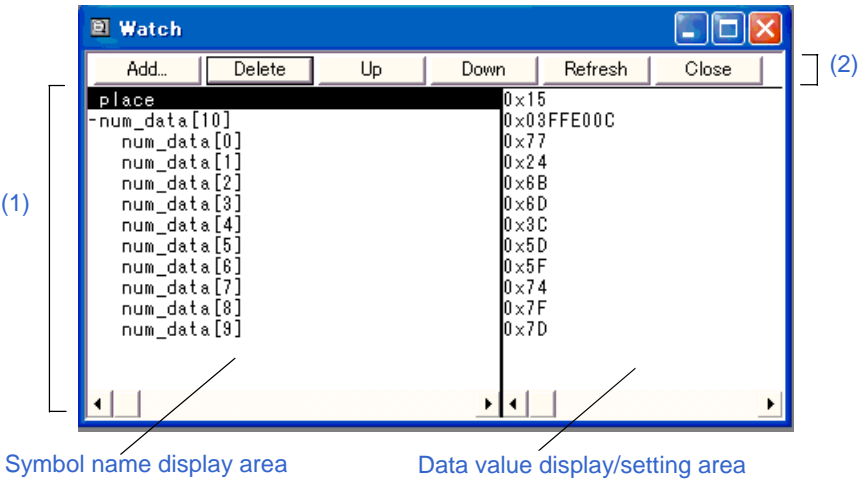 Watch
Add... Delete Up Down Refresh Close
(2)
place 0x15
-num_data[10] 0x03FFE00C
num_data[0] 0x77
num_data[1] 0x24
num_data[2] 0x6B
num_data[3] 0x6D
(1)
num_data[4] 0x3C
num_data[5] 0x5D
num_data[6] 0x5F
num_data[7] 0x74
num_data[8] 0x7F
num_data[9] 0x7D
Symbol name display area
Data value display/setting area